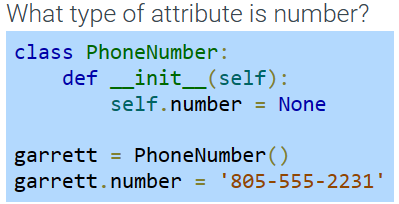 What type of attribute is number?
class PhoneNumber:
    def __init__(self):
        self.number = None

garrett = PhoneNumber()
garrett.number = '805-555-2231'